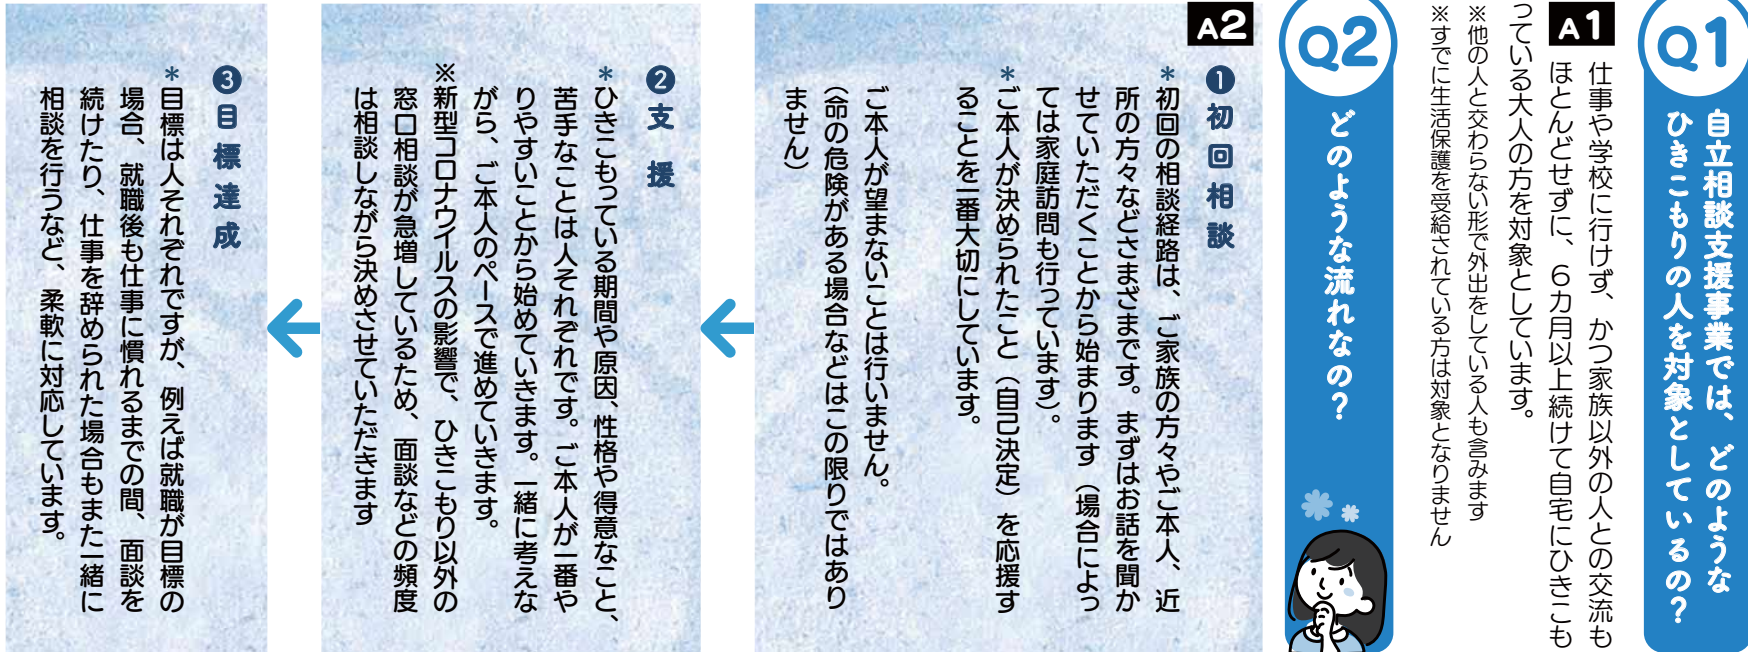 Q1
自立相談支援事業では、どのような
ひきこもりの人を対象としているの？
A1
仕事や学校に行けず、かつ家族以外の人との交流も
ほとんどせずに、6カ月以上続けて自宅にひきこも
っている大人の方を対象としています。
※他の人と交わらない形で外出をしている人も含みます
※すでに生活保護を受給されている方は対象となりません
Q2
どのような流れなの？
A2
❶初回相談
＊初回の相談経路は、ご家族の方々やご本人、近
所の方々などさまざまです。まずはお話を聞か
せていただくことから始まります（場合によっ
ては家庭訪問も行っています）。
＊ご本人が決められたこと（自己決定）を応援す
ることを一番大切にしています。
ご本人が望まないことは行いません。
（命の危険がある場合などはこの限りではあり
ません）
❷支援
＊ひきこもっている期間や原因、性格や得意なこと、
苦手なことは人それぞれです。ご本人が一番や
りやすいことから始めていきます。一緒に考えな
がら、ご本人のペースで進めていきます。
※新型コロナウイルスの影響で、ひきこもり以外の
窓口相談が急増しているため、面談などの頻度
は相談しながら決めさせていただきます
❸目標達成
＊目標は人それぞれですが、例えば就職が目標の
場合、就職後も仕事に慣れるまでの間、面談を
続けたり、仕事を辞められた場合もまた一緒に
相談を行うなど、柔軟に対応しています。